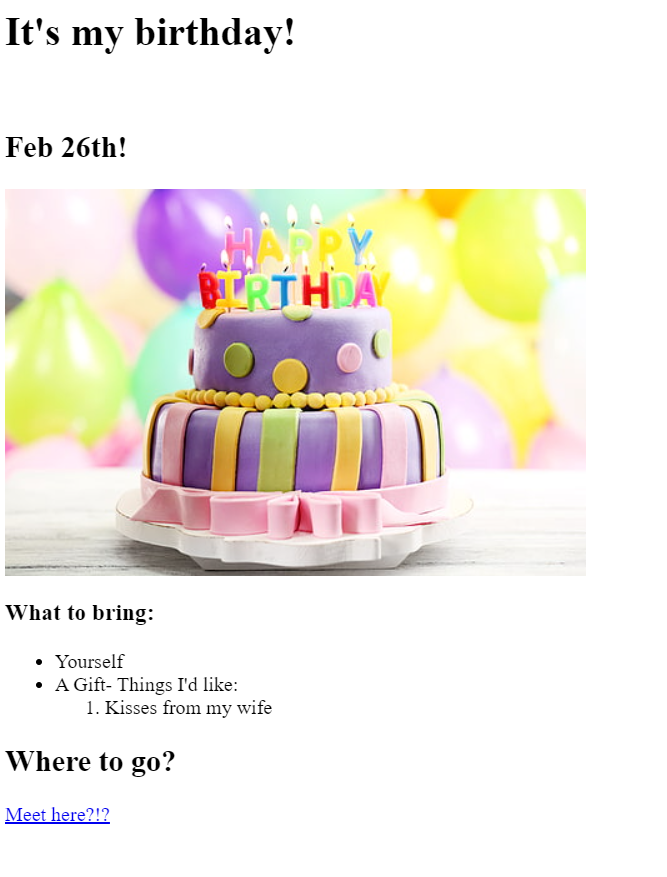 It's my birthday!
Feb 26th!
HAPPY
BIRTHDAY
What to bring:
Yourself
A Gift- Things I'd like:
1. Kisses from my wife
Where to go?
Meet here?!?